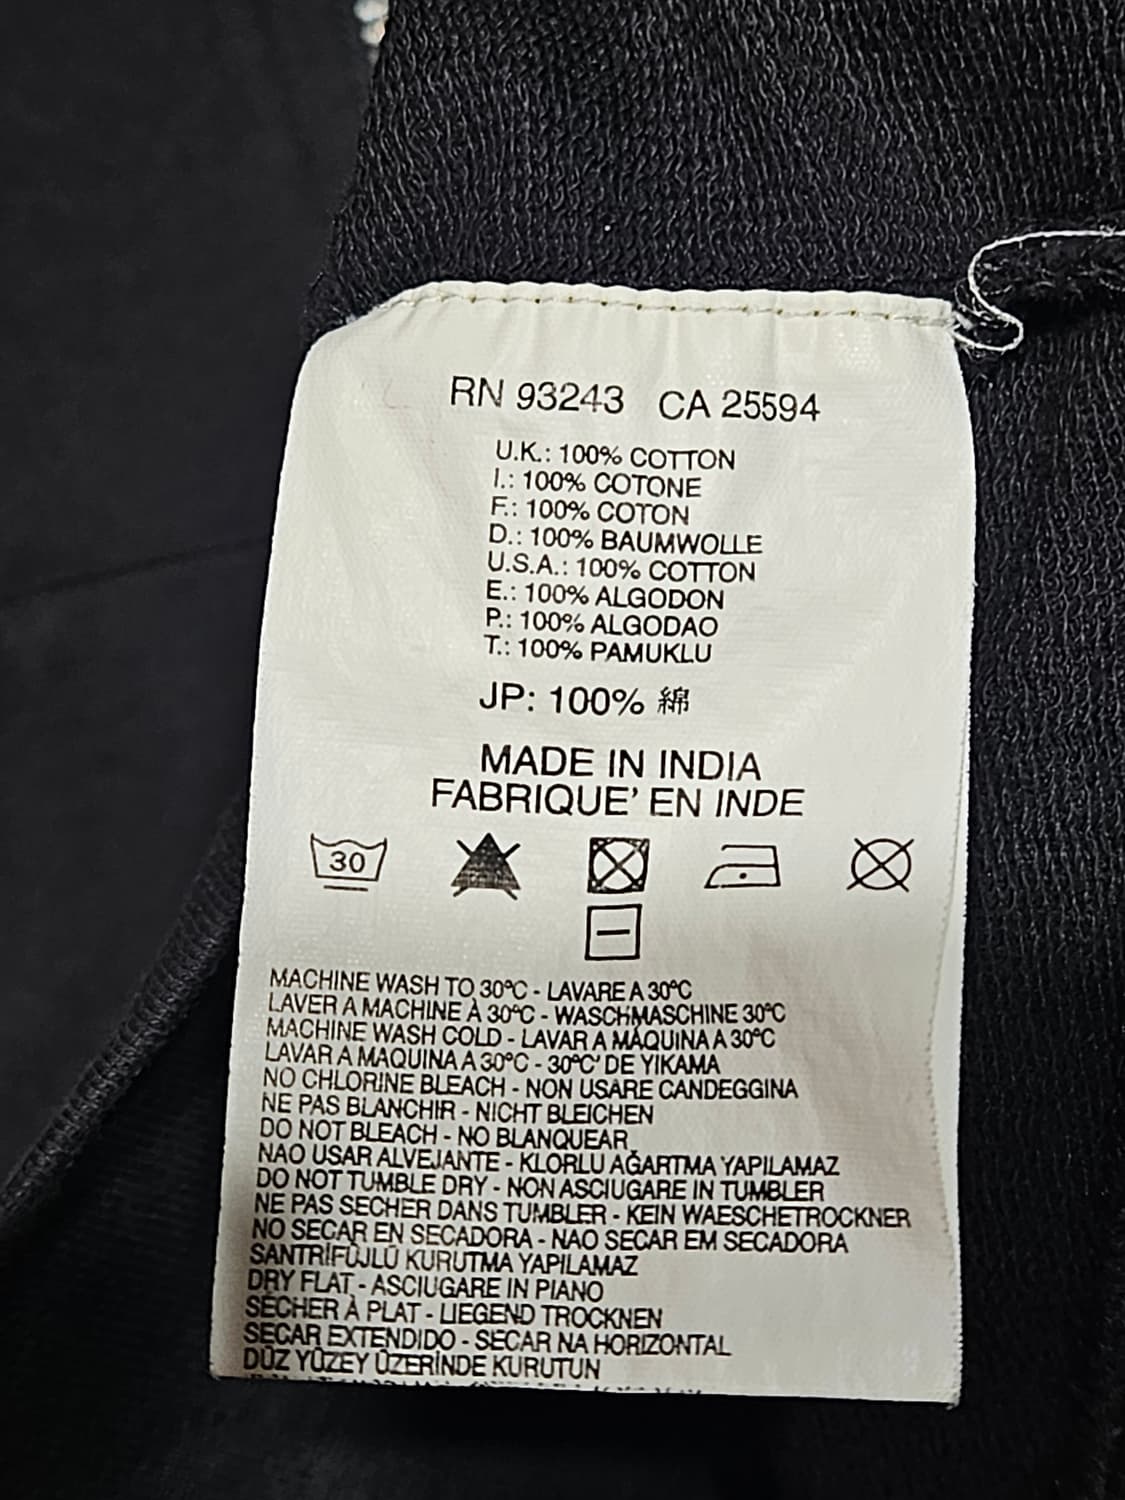 RN 93243 CA 25594
U.K.: 100% COTTON
I.: 100% COTONE
F.: 100% COTON
D.: 100% BAUMWOLLE
U.S.A.: 100% COTTON
E.: 100% ALGODON
P.: 100% ALGODAO
T.: 100% PAMUKLU
JP: 100% 綿
MADE IN INDIA
FABRIQUE' EN INDE
30
MACHINE WASH TO 30°C - LAVARE A 30°C
LAVER A MACHINE À 30°C - WASCHMASCHINE 30°C
MACHINE WASH COLD - LAVAR A MÁQUINA A 30°C
LAVAR A MAQUINA A 30°C - 30°C' DE YIKAMA
NO CHLORINE BLEACH - NON USARE CANDEGGINA
NE PAS BLANCHIR - NICHT BLEICHEN
DO NOT BLEACH - NO BLANQUEAR
NAO USAR ALVEJANTE - KLORLU AĞARTMA YAPILAMAZ
DO NOT TUMBLE DRY - NON ASCIUGARE IN TUMBLER
NE PAS SECHER DANS TUMBLER - KEIN WAESCHETROCKNER
NO SECAR EN SECADORA - NAO SECAR EM SECADORA
SANTRİFÜJLÜ KURUTMA YAPILAMAZ
DRY FLAT - ASCIUGARE IN PIANO
SÉCHER À PLAT - LIEGEND TROCKNEN
SECAR EXTENDIDO - SECAR NA HORIZONTAL
DÜZ YÜZEY ÜZERİNDE KURUTUN